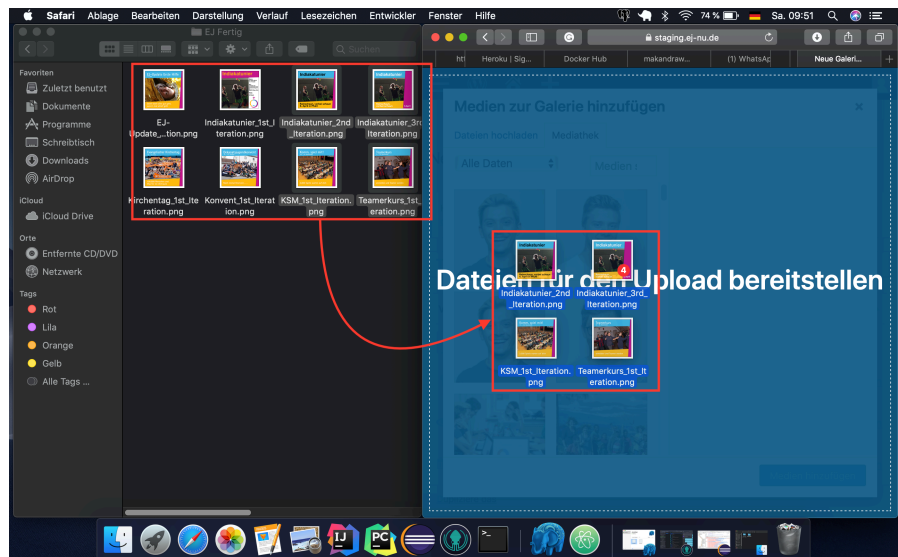 Safari Ablage Bearbeiten Darstellung Verlauf Lesezeichen Entwickler Fenster Hilfe 74 % Sa. 09:51
EJ Fertig
Suchen
Favoriten
Zuletzt benutzt
Dokumente
Programme
Schreibtisch
Downloads
AirDrop
iCloud
iCloud Drive
Orte
Entfernte CD/DVD
Netzwerk
Tags
Rot
Lila
Orange
Gelb
Alle Tags ...
EJ-
Update_...tion.png
Indiakatunier_1st_I
teration.png
Indiakatunier_2nd
_Iteration.png
Indiakatunier_3rd
Iteration.png
Kirchentag_1st_Ite
ration.png
Konvent_1st_Iterat
ion.png
KSM_1st_Iteration.
png
Teamerkurs_1st_
eration.png
staging.ej-nu.de
Heroku | Sig... Docker Hub makandraw... (1) WhatsAp Neue Galeri...
Medien zur Galerie hinzufügen
Dateien hochladen Mediathek
Alle Daten
Medien
Dateien für den Upload bereitstellen
4
Indiakatunier_2nd
_Iteration.png
Indiakatunier_3rd_
Iteration.png
KSM_1st_Iteration.
png
Teamerkurs_1st_It
eration.png
IJ
PC